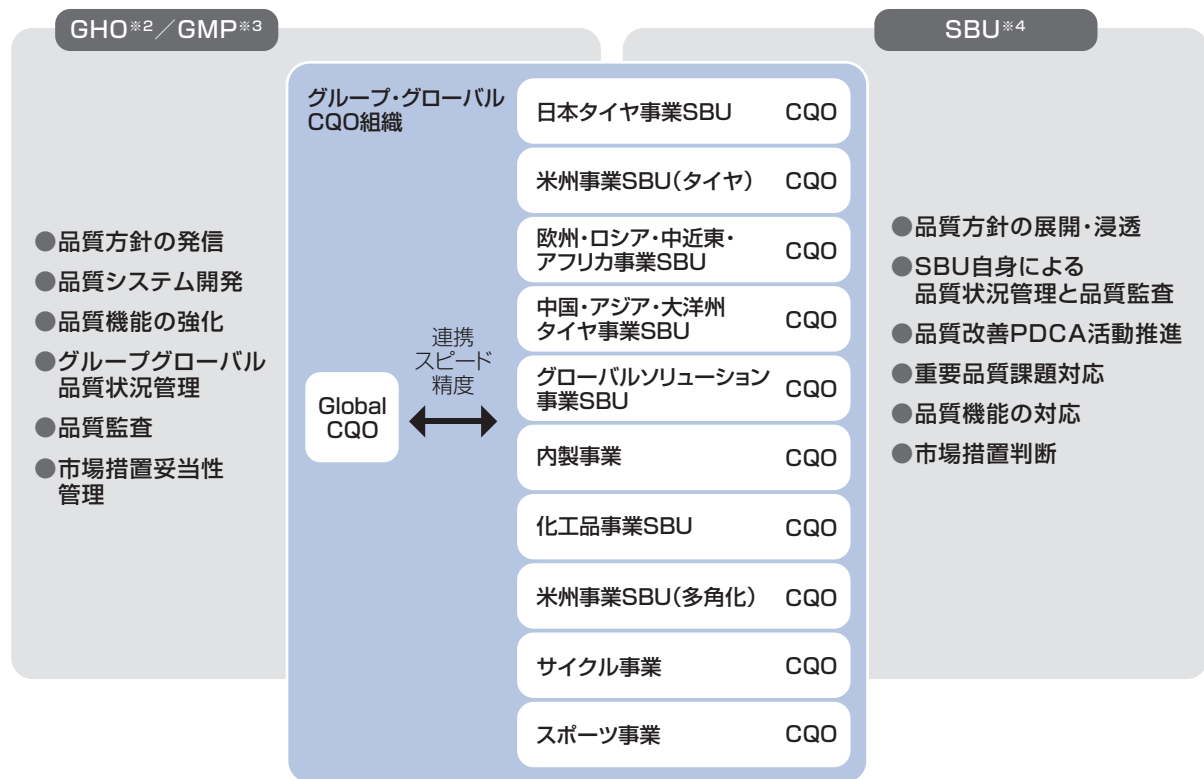 GHO※2／GMP※3
●品質方針の発信
●品質システム開発
●品質機能の強化
●グループグローバル
品質状況管理
●品質監査
●市場措置妥当性
管理
グループ・グローバル
CQO組織
Global
CQO
連携
スピード
精度
日本タイヤ事業SBU CQO
米州事業SBU（タイヤ） CQO
欧州・ロシア・中近東・
アフリカ事業SBU CQO
中国・アジア・大洋州
タイヤ事業SBU CQO
グローバルソリューション
事業SBU CQO
内製事業 CQO
化工品事業SBU CQO
米州事業SBU（多角化） CQO
サイクル事業 CQO
スポーツ事業 CQO
SBU※4
●品質方針の展開・浸透
●SBU自身による
品質状況管理と品質監査
●品質改善PDCA活動推進
●重要品質課題対応
●品質機能の対応
●市場措置判断